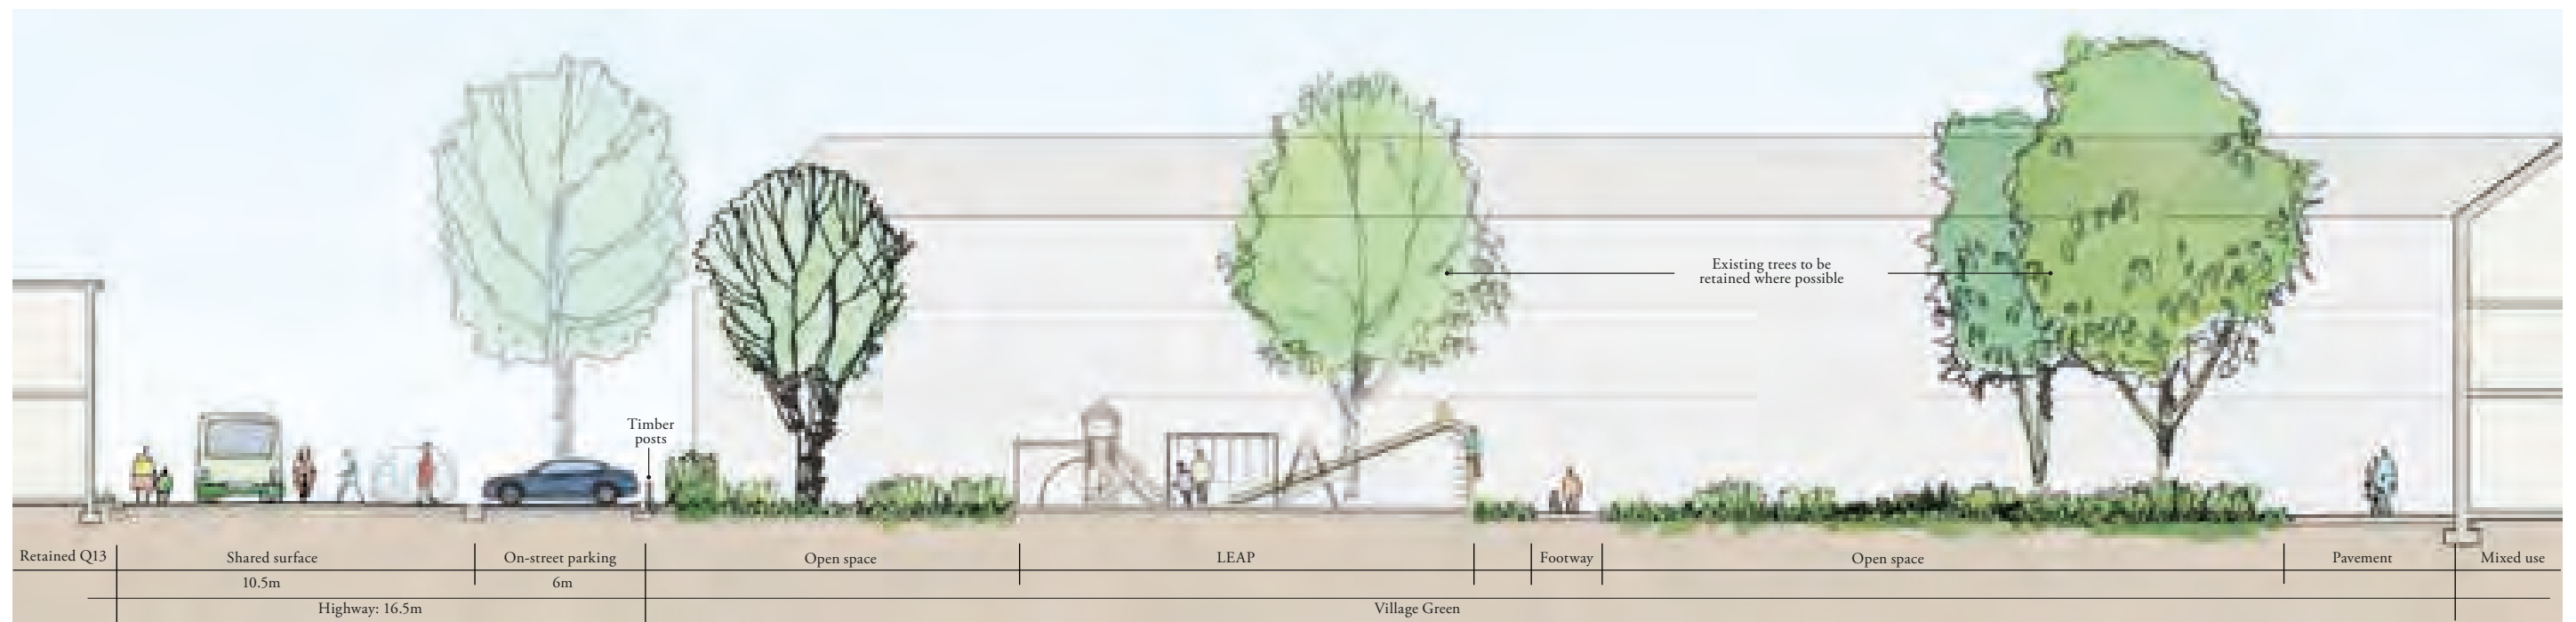 Existing trees to be
retained where possible
Timber
posts
Retained Q13
Shared surface
On-street parking
Open space
LEAP
Footway
Open space
Pavement
Mixed use
10.5m
6m
Highway: 16.5m
Village Green